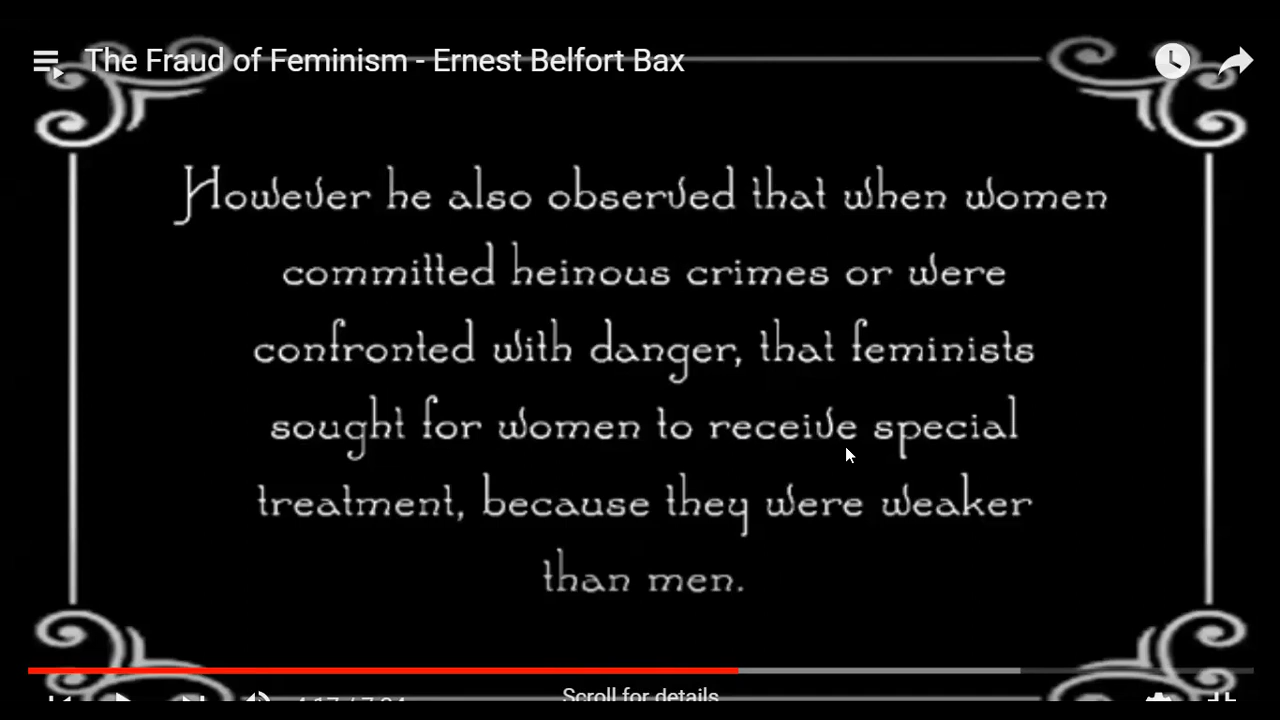 The Fraud of Feminism - Ernest Belfort Bax
However he also observed that when women
committed heinous crimes or were
confronted with danger, that feminists
sought for women to receive special
treatment, because they were weaker
than men.
Scroll for details